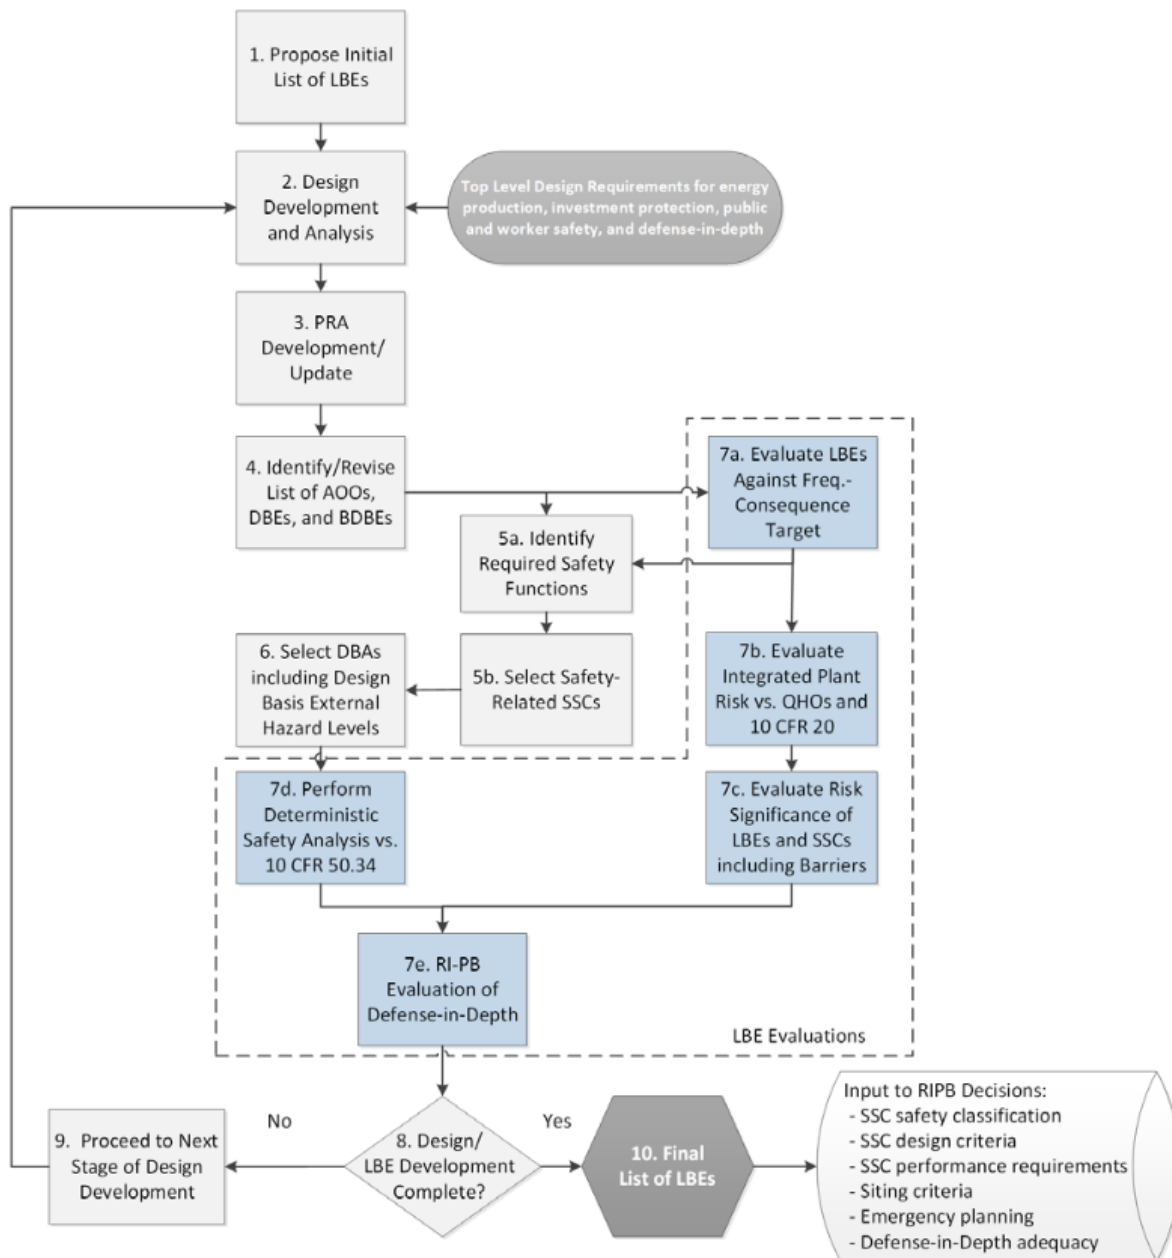 1. Propose Initial
List of LBEs
2. Design
Development
and Analysis
Top Level Design Requirements for energy
production, investment protection, public
and worker safety, and defense-in-depth
3. PRA
Development/
Update
4. Identify/Revise
List of AOOs,
DBEs, and BDBEs
7a. Evaluate LBEs
Against Freq.-
Consequence
Target
5a. Identify
Required Safety
Functions
6. Select DBAs
including Design
Basis External
Hazard Levels
5b. Select Safety-
Related SSCs
7b. Evaluate
Integrated Plant
Risk vs. QHOs and
10 CFR 20
7d. Perform
Deterministic
Safety Analysis vs.
10 CFR 50.34
7c. Evaluate Risk
Significance of
LBEs and SSCs
including Barriers
7e. RI-PB
Evaluation of
Defense-in-Depth
LBE Evaluations
No
Yes
9. Proceed to Next
Stage of Design
Development
8. Design/
LBE Development
Complete?
10. Final
List of LBEs
Input to RIPB Decisions:
- SSC safety classification
- SSC design criteria
- SSC performance requirements
- Siting criteria
- Emergency planning
- Defense-in-Depth adequacy